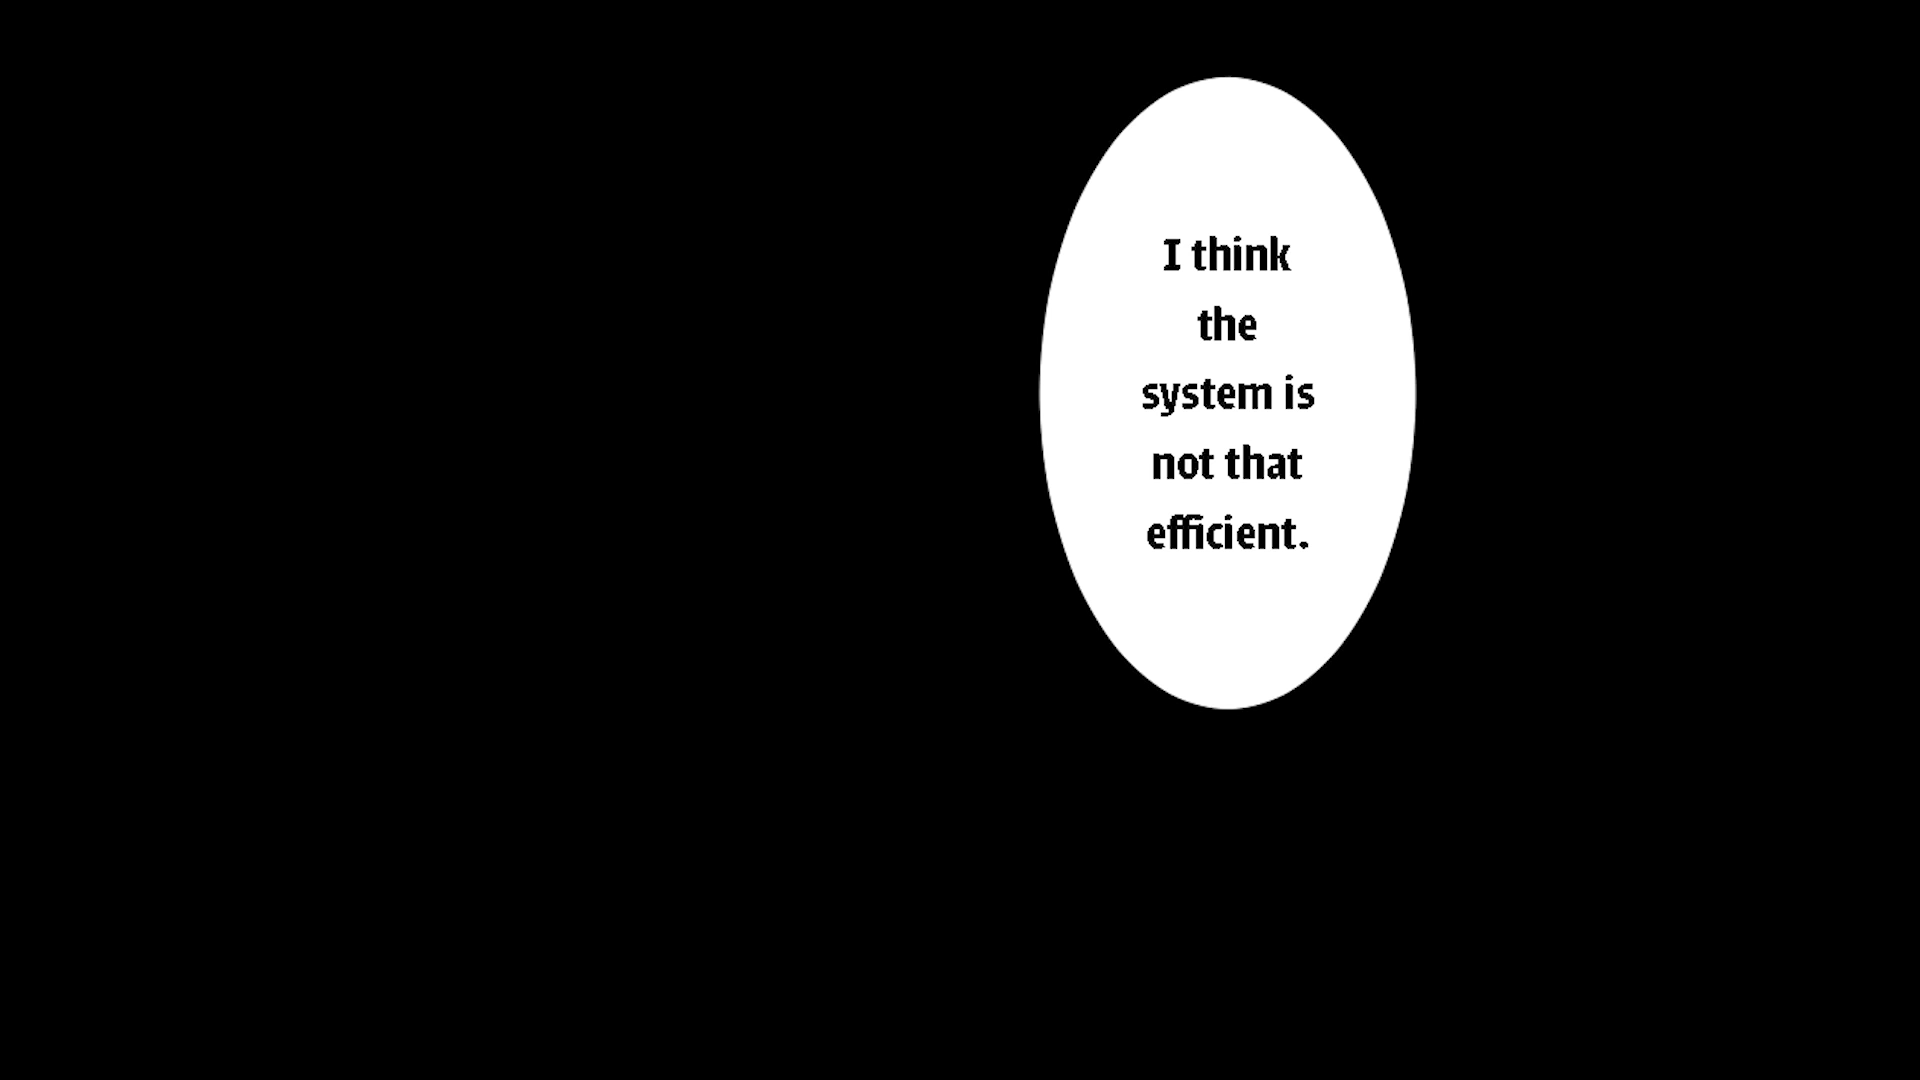 I think
the
system is
not that
efficient.